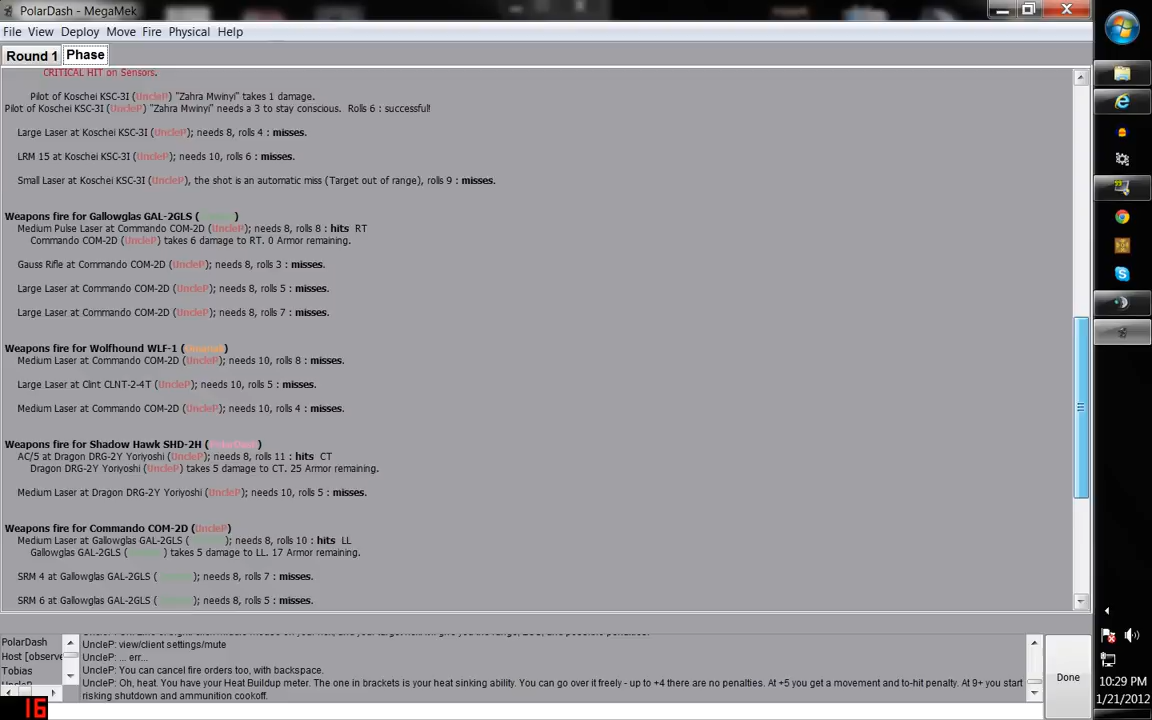 PolarDash - MegaMek
File View Deploy Move Fire Physical Help
Round 1 Phase
CRITICAL HIT on Sensors.
Pilot of Koschei KSC-3I (UncleP) "Zahra Mwinyi" takes 1 damage.
Pilot of Koschei KSC-3I (UncleP) "Zahra Mwinyi" needs a 3 to stay conscious. Rolls 6 : successful!
Large Laser at Koschei KSC-3I (UncleP); needs 8, rolls 4 : misses.
LRM 15 at Koschei KSC-3I (UncleP); needs 10, rolls 6 : misses.
Small Laser at Koschei KSC-3I (UncleP), the shot is an automatic miss (Target out of range), rolls 9 : misses.
Weapons fire for Gallowglas GAL-2GLS ( )
Medium Pulse Laser at Commando COM-2D (UncleP); needs 8, rolls 8 : hits RT
Commando COM-2D (UncleP) takes 6 damage to RT. 0 Armor remaining.
Gauss Rifle at Commando COM-2D (UncleP); needs 8, rolls 3 : misses.
Large Laser at Commando COM-2D (UncleP); needs 8, rolls 5 : misses.
Large Laser at Commando COM-2D (UncleP); needs 8, rolls 7 : misses.
Weapons fire for Wolfhound WLF-1 ( )
Medium Laser at Commando COM-2D (UncleP); needs 10, rolls 8 : misses.
Large Laser at Clint CLNT-2-4T (UncleP); needs 10, rolls 5 : misses.
Medium Laser at Commando COM-2D (UncleP); needs 10, rolls 4 : misses.
Weapons fire for Shadow Hawk SHD-2H (PolarDash)
AC/5 at Dragon DRG-2Y Yoriyoshi (UncleP); needs 8, rolls 11 : hits CT
Dragon DRG-2Y Yoriyoshi (UncleP) takes 5 damage to CT. 25 Armor remaining.
Medium Laser at Dragon DRG-2Y Yoriyoshi (UncleP); needs 10, rolls 5 : misses.
Weapons fire for Commando COM-2D (UncleP)
Medium Laser at Gallowglas GAL-2GLS ( ); needs 8, rolls 10 : hits LL
Gallowglas GAL-2GLS ( ) takes 5 damage to LL. 17 Armor remaining.
SRM 4 at Gallowglas GAL-2GLS ( ); needs 8, rolls 7 : misses.
SRM 6 at Gallowglas GAL-2GLS ( ); needs 8, rolls 5 : misses.
PolarDash
Host [observe
Tobias
UncleP
UncleP: view/client settings/mute
UncleP: ... err...
UncleP: You can cancel fire orders too, with backspace.
UncleP: Oh, heat. You have your Heat Buildup meter. The one in brackets is your heat sinking ability. You can go over it freely - up to +4 there are no penalties. At +5 you get a movement and to-hit penalty. At 9+ you start
risking shutdown and ammunition cookoff.
Done
16
10:29 PM
1/21/2012